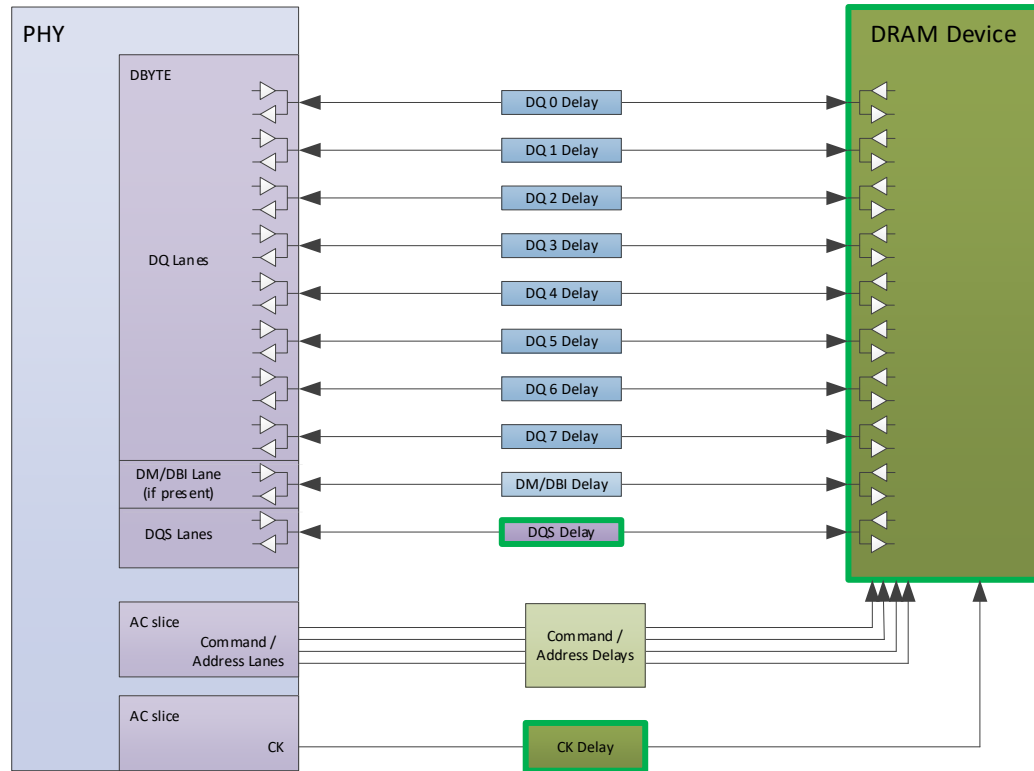 PHY
DRAM Device
DBYTE
DQ 0 Delay
DQ 1 Delay
DQ 2 Delay
DQ 3 Delay
DQ Lanes
DQ 4 Delay
DQ 5 Delay
DQ 6 Delay
DQ 7 Delay
DM/DBI Lane
(if present)
DM/DBI Delay
DQS Lanes
DQS Delay
AC slice
Command /
Address Lanes
Command /
Address Delays
AC slice
CK
CK Delay